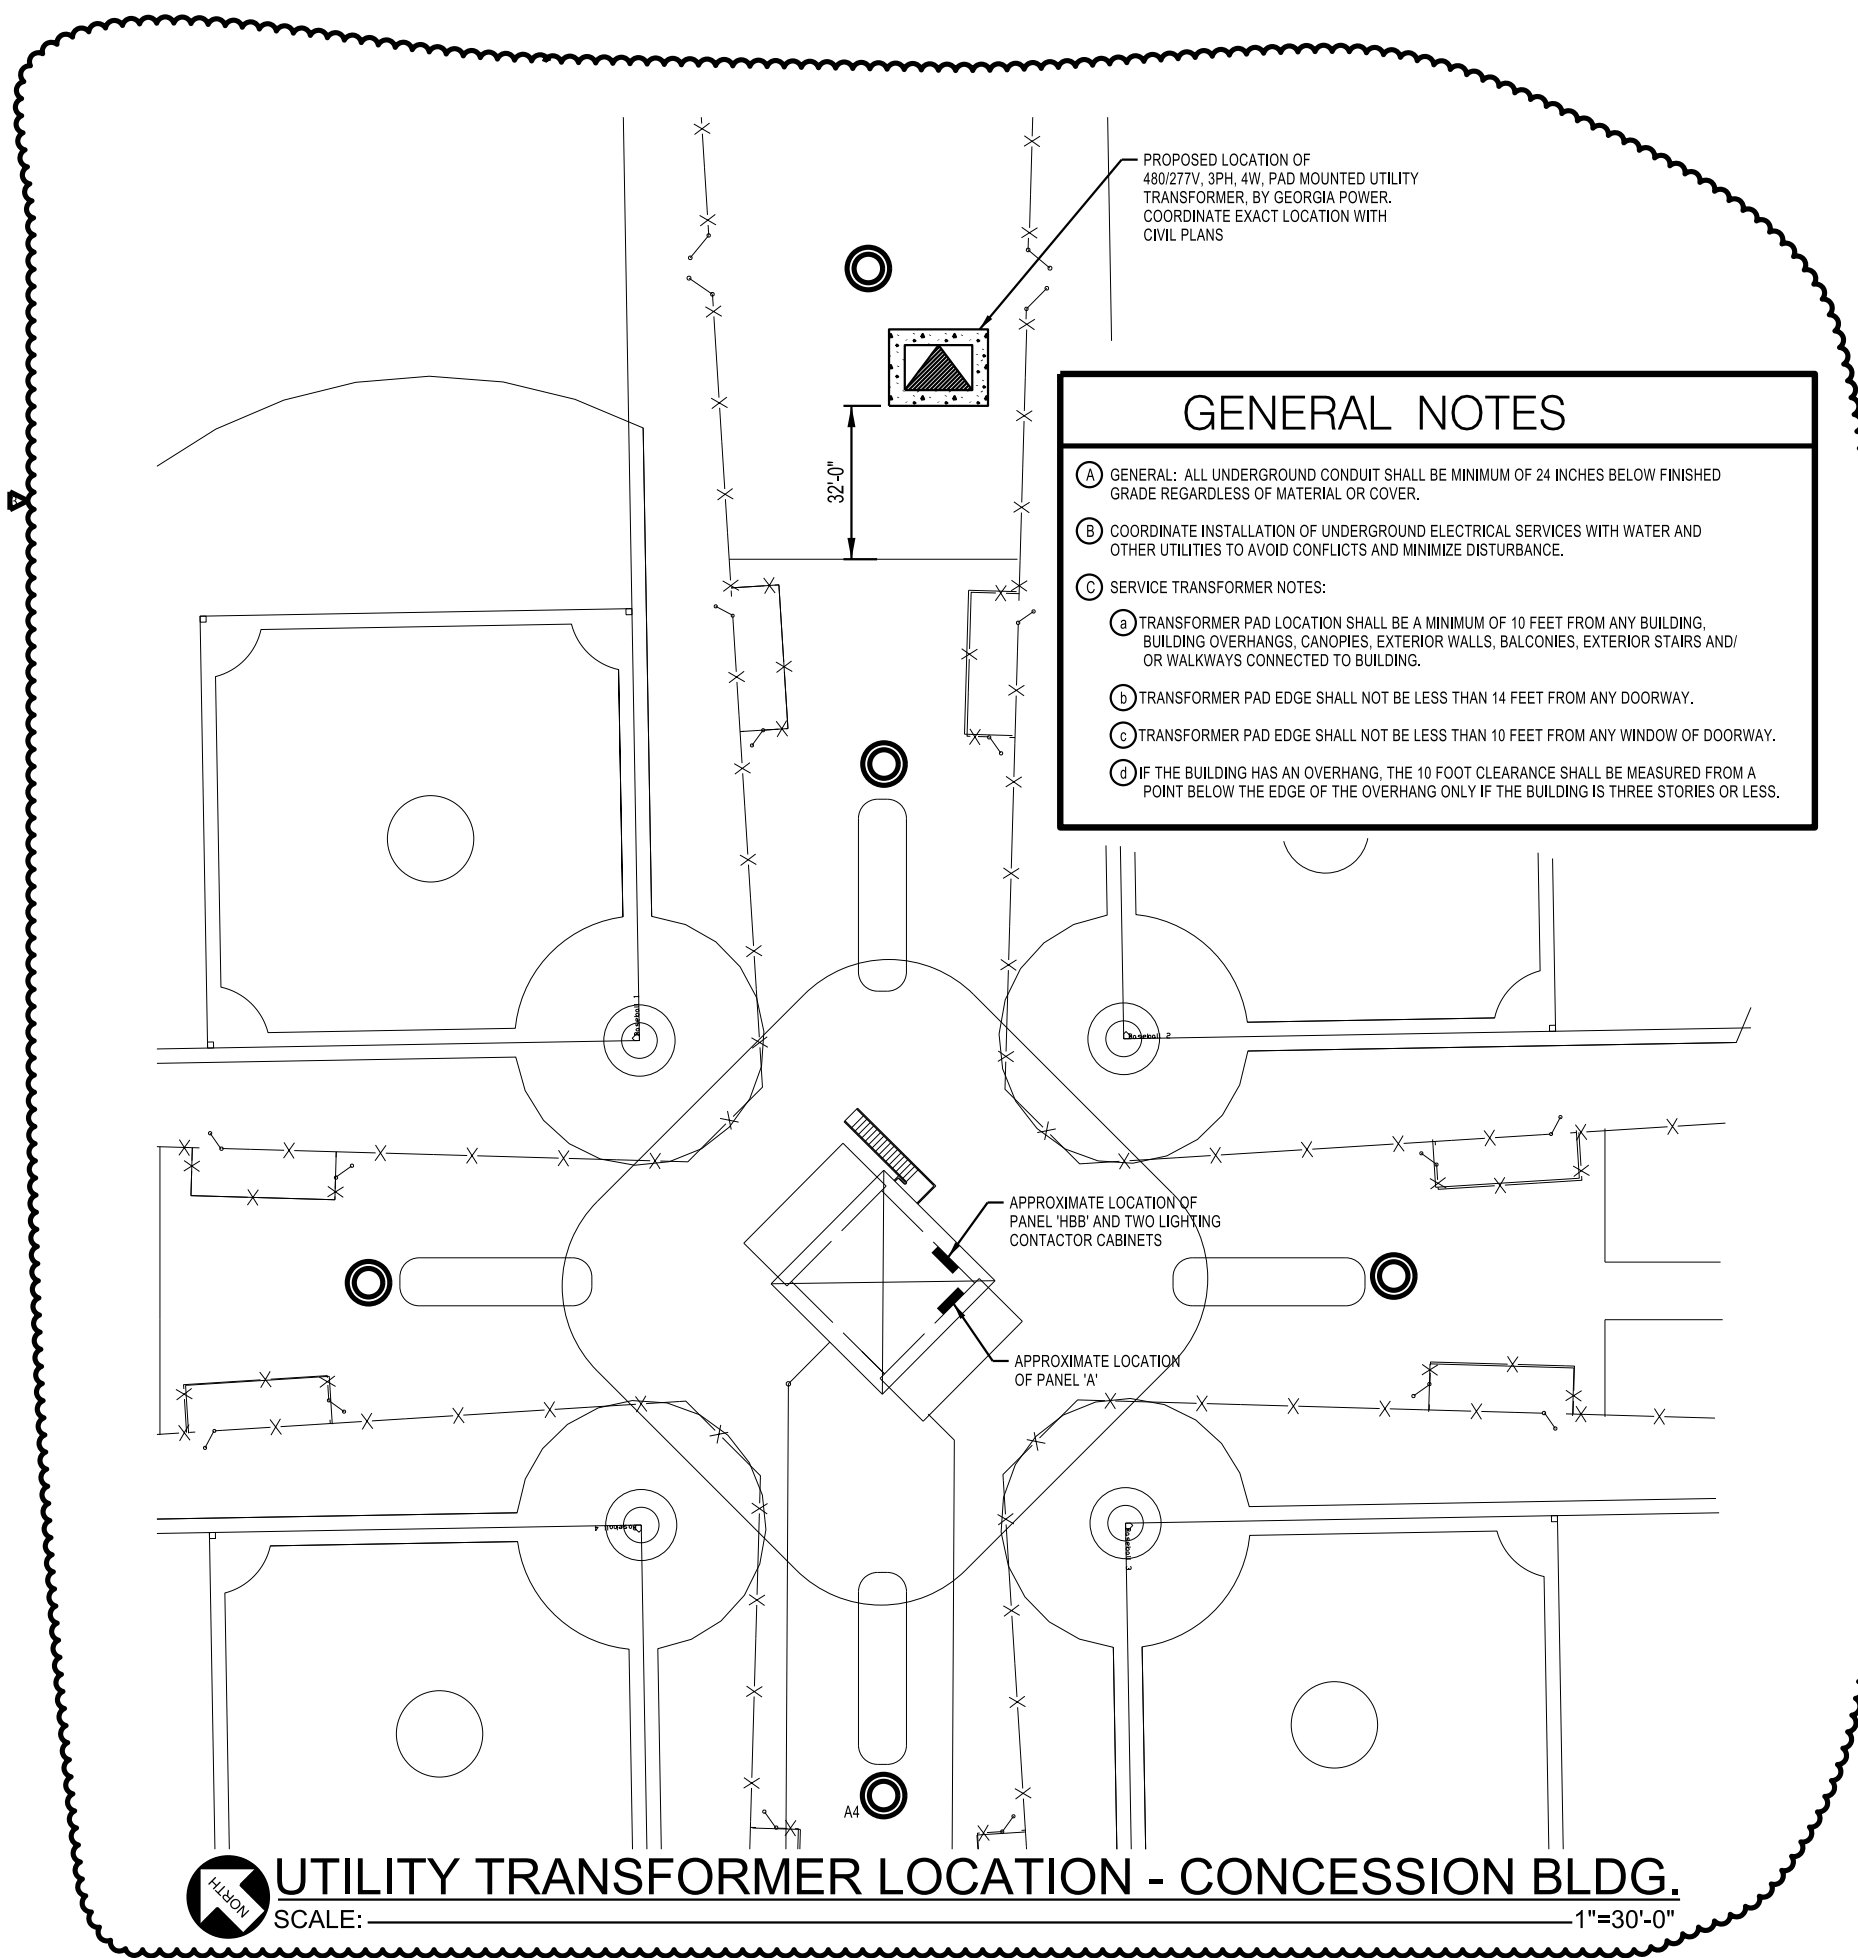 PROPOSED LOCATION OF
480/277V, 3PH, 4W, PAD MOUNTED UTILITY
TRANSFORMER, BY GEORGIA POWER.
COORDINATE EXACT LOCATION WITH
CIVIL PLANS
32'-0"
GENERAL NOTES
A GENERAL: ALL UNDERGROUND CONDUIT SHALL BE MINIMUM OF 24 INCHES BELOW FINISHED
GRADE REGARDLESS OF MATERIAL OR COVER.
B COORDINATE INSTALLATION OF UNDERGROUND ELECTRICAL SERVICES WITH WATER AND
OTHER UTILITIES TO AVOID CONFLICTS AND MINIMIZE DISTURBANCE.
C SERVICE TRANSFORMER NOTES:
a TRANSFORMER PAD LOCATION SHALL BE A MINIMUM OF 10 FEET FROM ANY BUILDING,
BUILDING OVERHANGS, CANOPIES, EXTERIOR WALLS, BALCONIES, EXTERIOR STAIRS AND/
OR WALKWAYS CONNECTED TO BUILDING.
b TRANSFORMER PAD EDGE SHALL NOT BE LESS THAN 14 FEET FROM ANY DOORWAY.
c TRANSFORMER PAD EDGE SHALL NOT BE LESS THAN 10 FEET FROM ANY WINDOW OF DOORWAY.
d IF THE BUILDING HAS AN OVERHANG, THE 10 FOOT CLEARANCE SHALL BE MEASURED FROM A
POINT BELOW THE EDGE OF THE OVERHANG ONLY IF THE BUILDING IS THREE STORIES OR LESS.
Baseball 1
Baseball 2
APPROXIMATE LOCATION OF
PANEL 'HBB' AND TWO LIGHTING
CONTACTOR CABINETS
APPROXIMATE LOCATION
OF PANEL 'A'
Baseball 4
Baseball 3
A4
NORTH
UTILITY TRANSFORMER LOCATION - CONCESSION BLDG.
SCALE: 1"=30'-0"